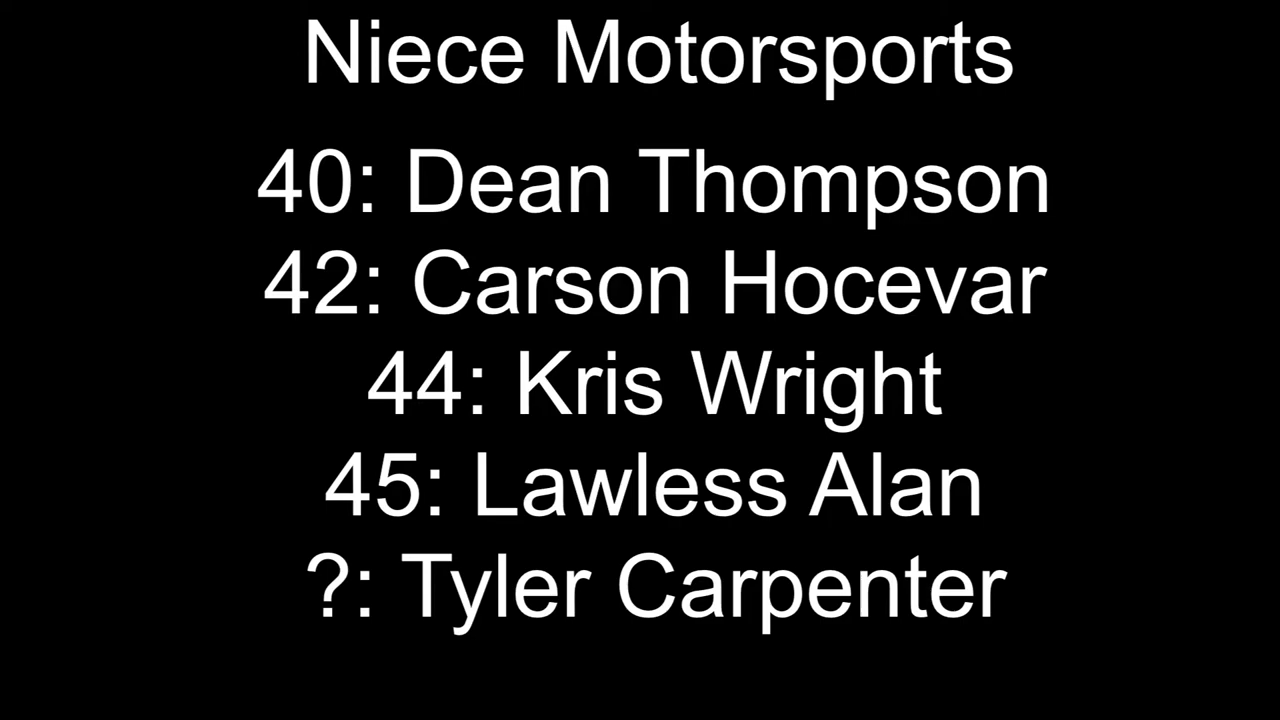 Niece Motorsports
40: Dean Thompson
42: Carson Hocevar
44: Kris Wright
45: Lawless Alan
?: Tyler Carpenter